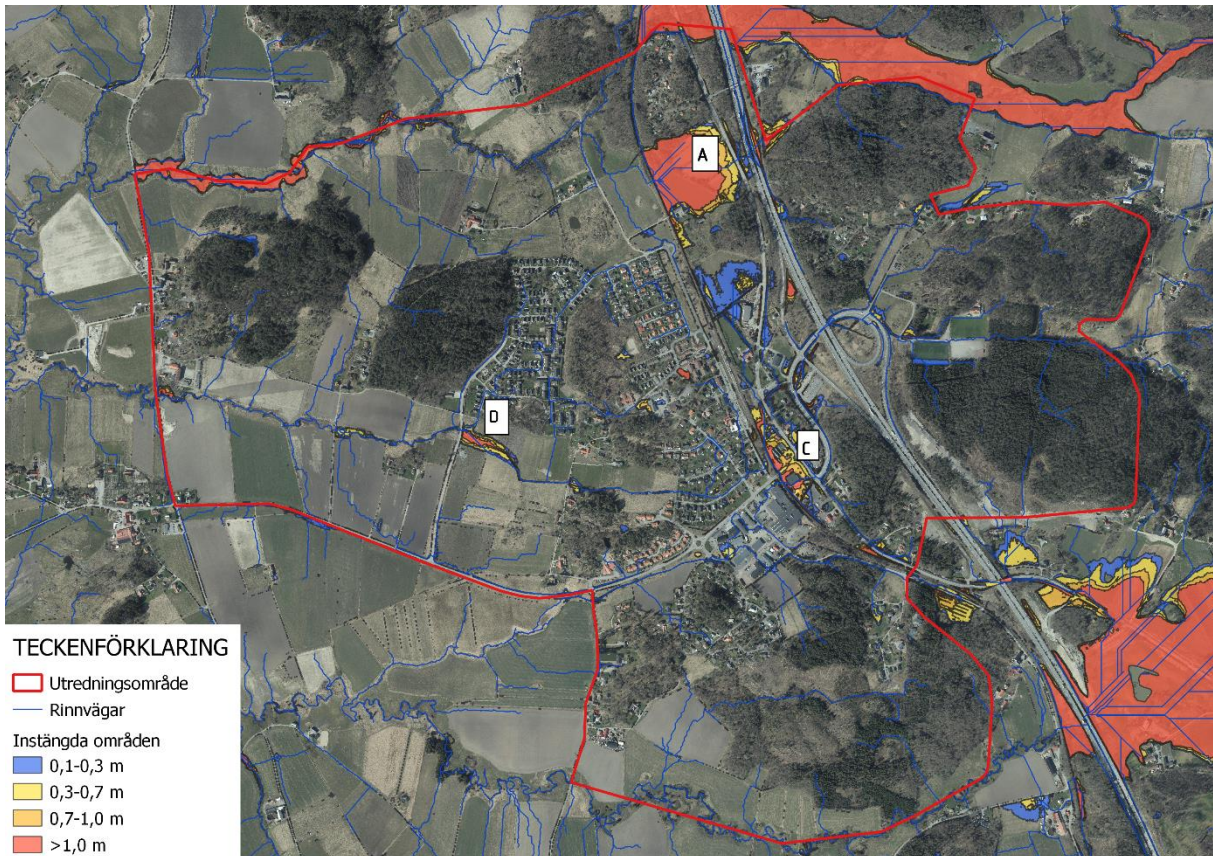 A
D
C
TECKENFÖRKLARING
Utredningsområde
Rinnvägar
Instängda områden
0,1-0,3 m
0,3-0,7 m
0,7-1,0 m
>1,0 m